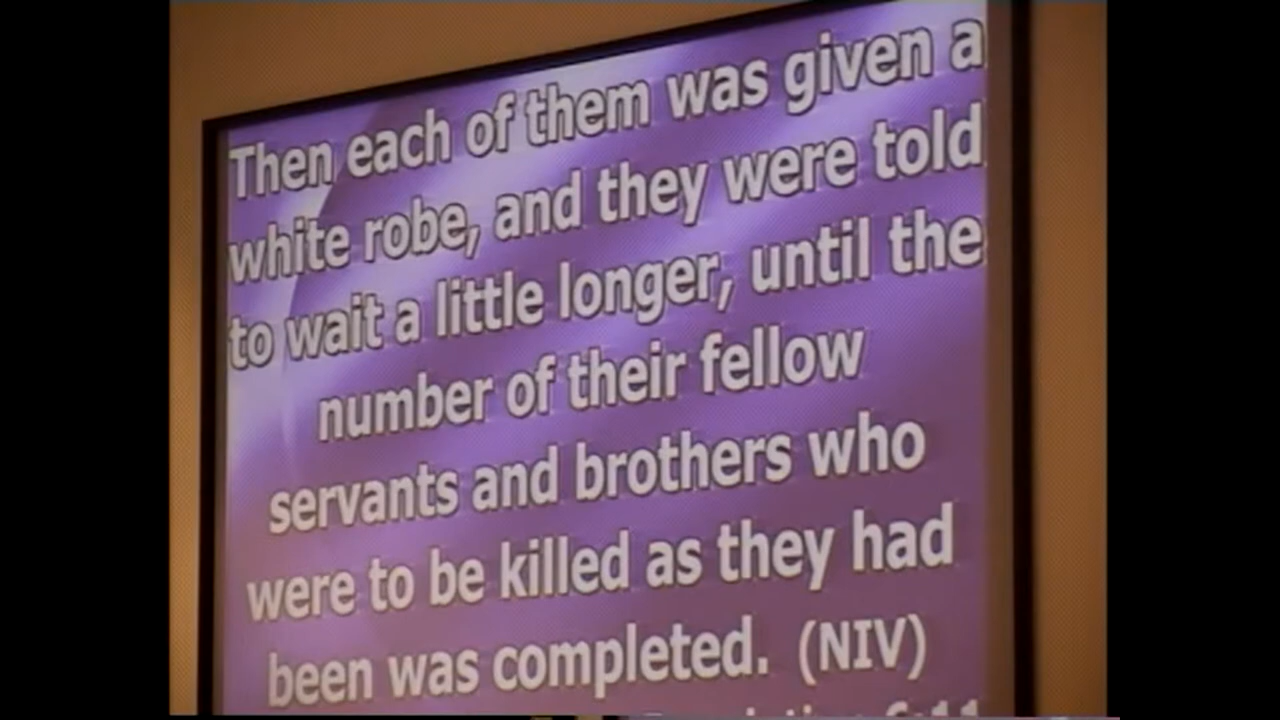 Then each of them was given a
white robe, and they were told
to wait a little longer, until the
number of their fellow
servants and brothers who
were to be killed as they had
been was completed. (NIV)